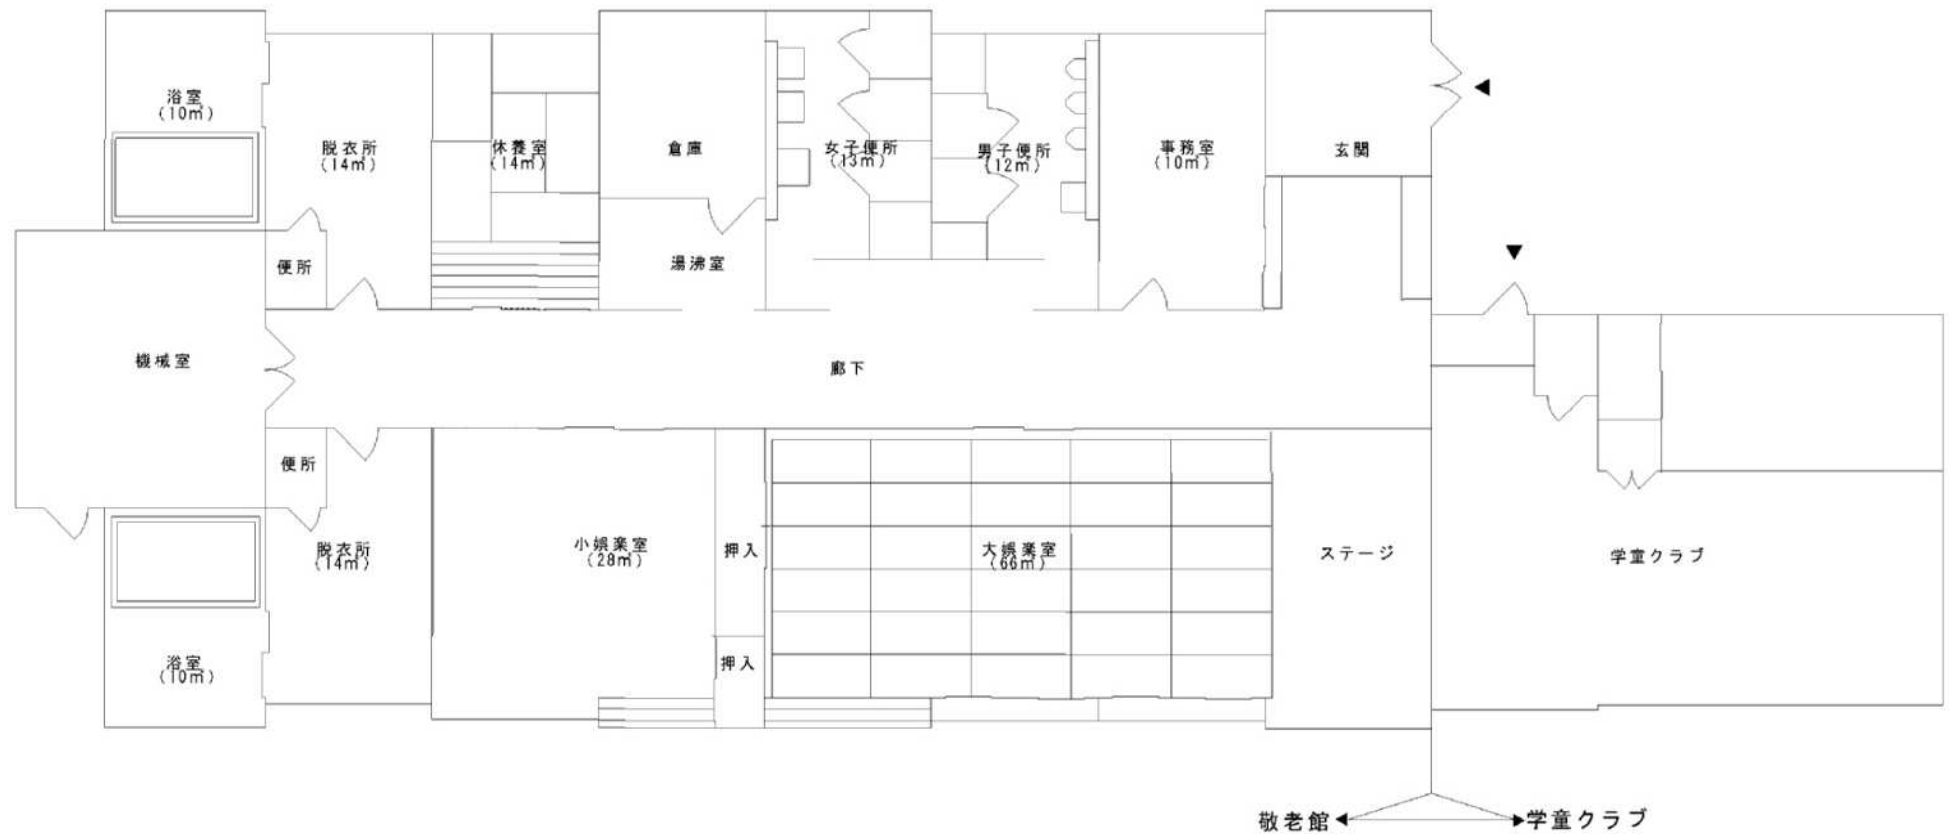 浴室
(10㎡)
脱衣所
(14㎡)
休養室
(14㎡)
倉庫
女子便所
(13㎡)
男子便所
(12㎡)
事務室
(10㎡)
玄関
便所
湯沸室
機械室
廊下
便所
脱衣所
(14㎡)
小娯楽室
(28㎡)
押入
大娯楽室
(66㎡)
ステージ
学童クラブ
浴室
(10㎡)
押入
敬老館
学童クラブ